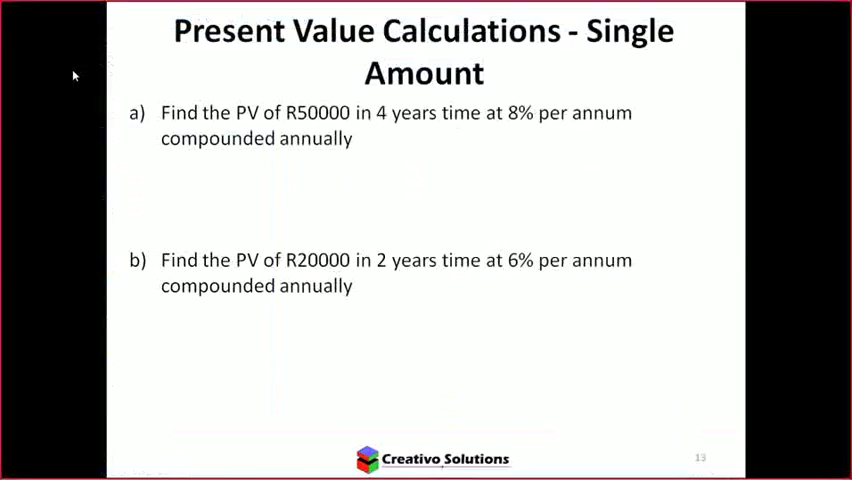 Present Value Calculations - Single
Amount
a) Find the PV of R50000 in 4 years time at 8% per annum
compounded annually
b) Find the PV of R20000 in 2 years time at 6% per annum
compounded annually
Creativo Solutions
13